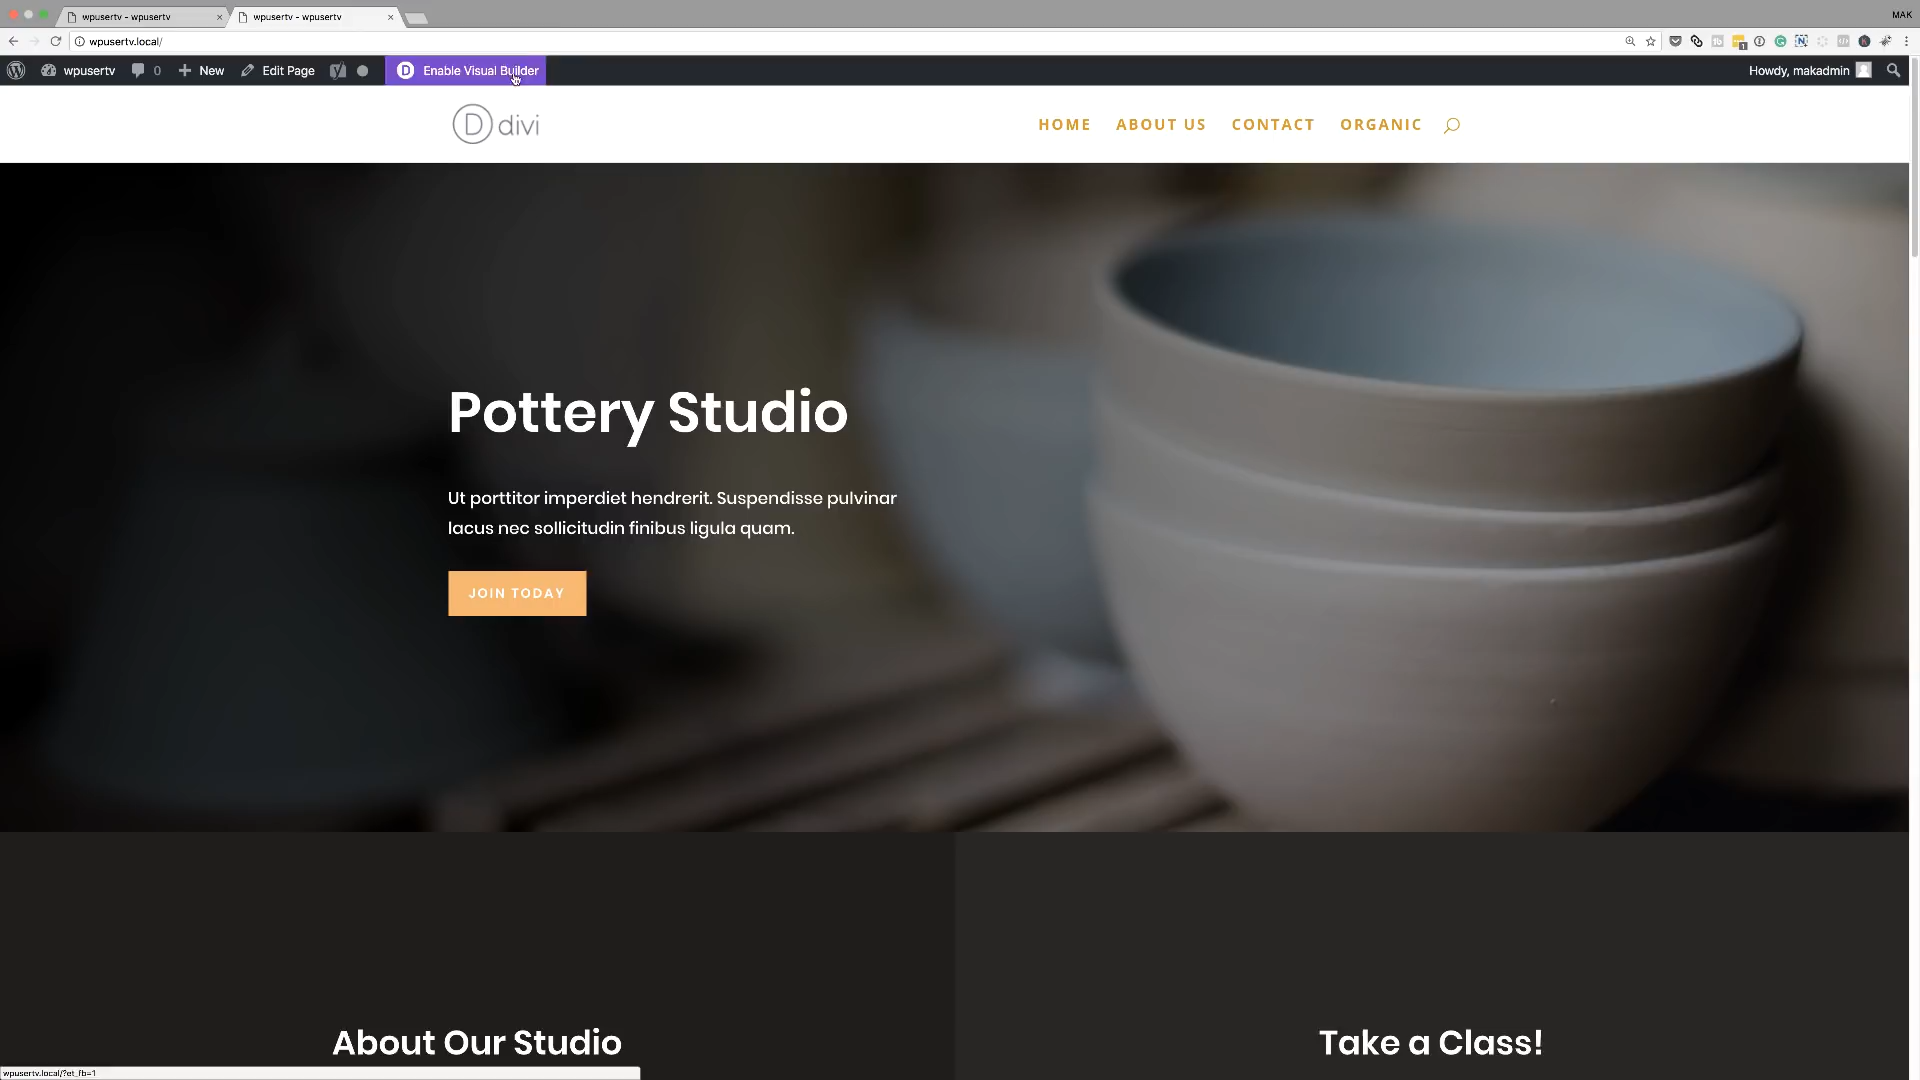 wpusertv - wpusertv
wpusertv - wpusertv
MAK
wpusertv.local/
wpusertv
0
New
Edit Page
D
Enable Visual Builder
Howdy, makadmin
D divi
HOME
ABOUT US
CONTACT
ORGANIC
Pottery Studio
Ut porttitor imperdiet hendrerit. Suspendisse pulvinar
lacus nec sollicitudin finibus ligula quam.
JOIN TODAY
About Our Studio
Take a Class!
wpusertv.local/?et_fb=1